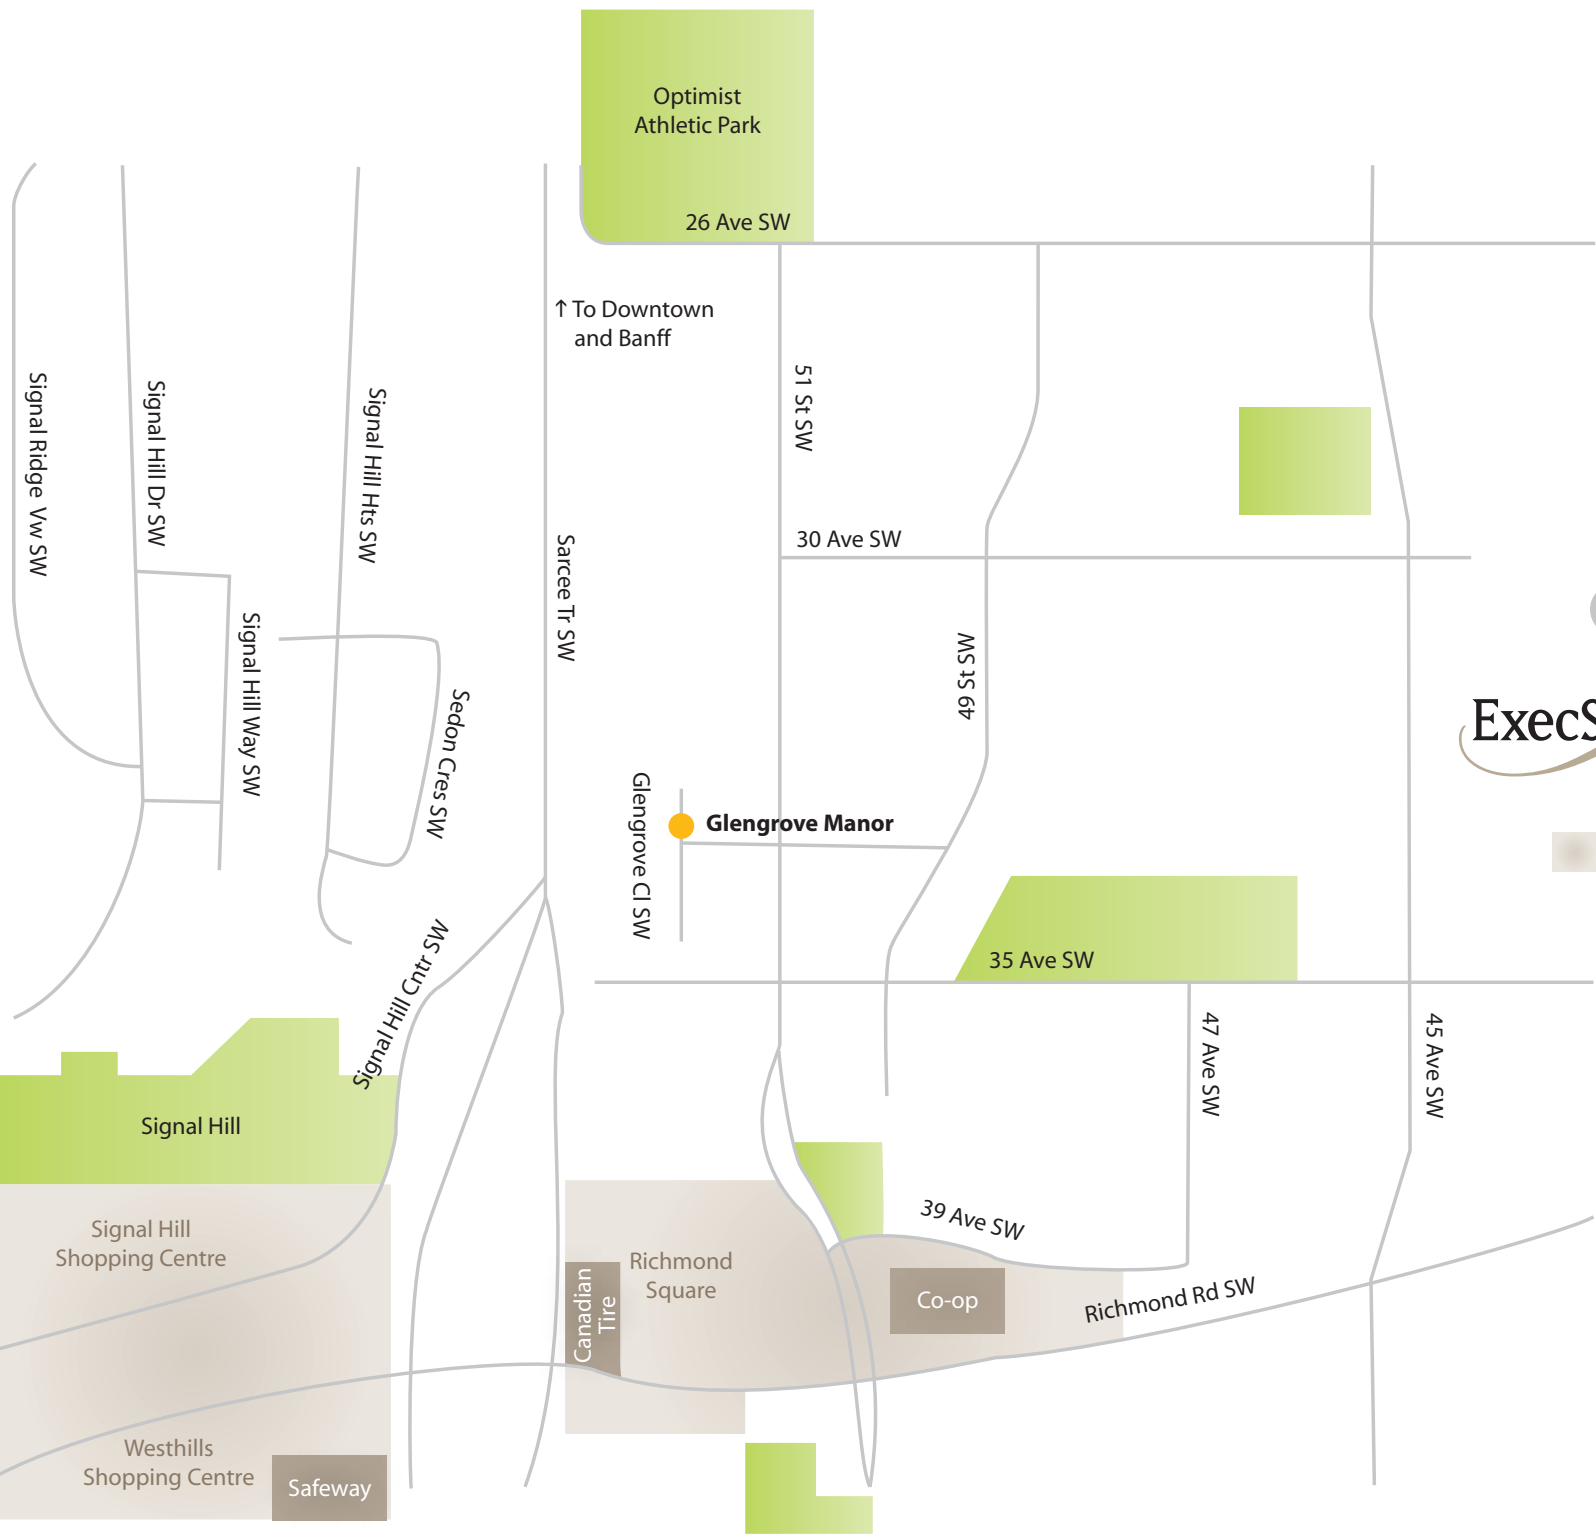 Optimist
Athletic Park
26 Ave SW
↑ To Downtown
and Banff
Signal Ridge Vw SW
Signal Hill Dr SW
Signal Hill Hts SW
51 St SW
30 Ave SW
Sarcee Tr SW
Signal Hill Way SW
49 St SW
Sedon Cres SW
ExecS
Glengrove Cl SW
Glengrove Manor
Signal Hill Cntr SW
35 Ave SW
47 Ave SW
45 Ave SW
Signal Hill
39 Ave SW
Signal Hill
Shopping Centre
Richmond
Square
Canadian
Tire
Co-op
Richmond Rd SW
Westhills
Shopping Centre
Safeway